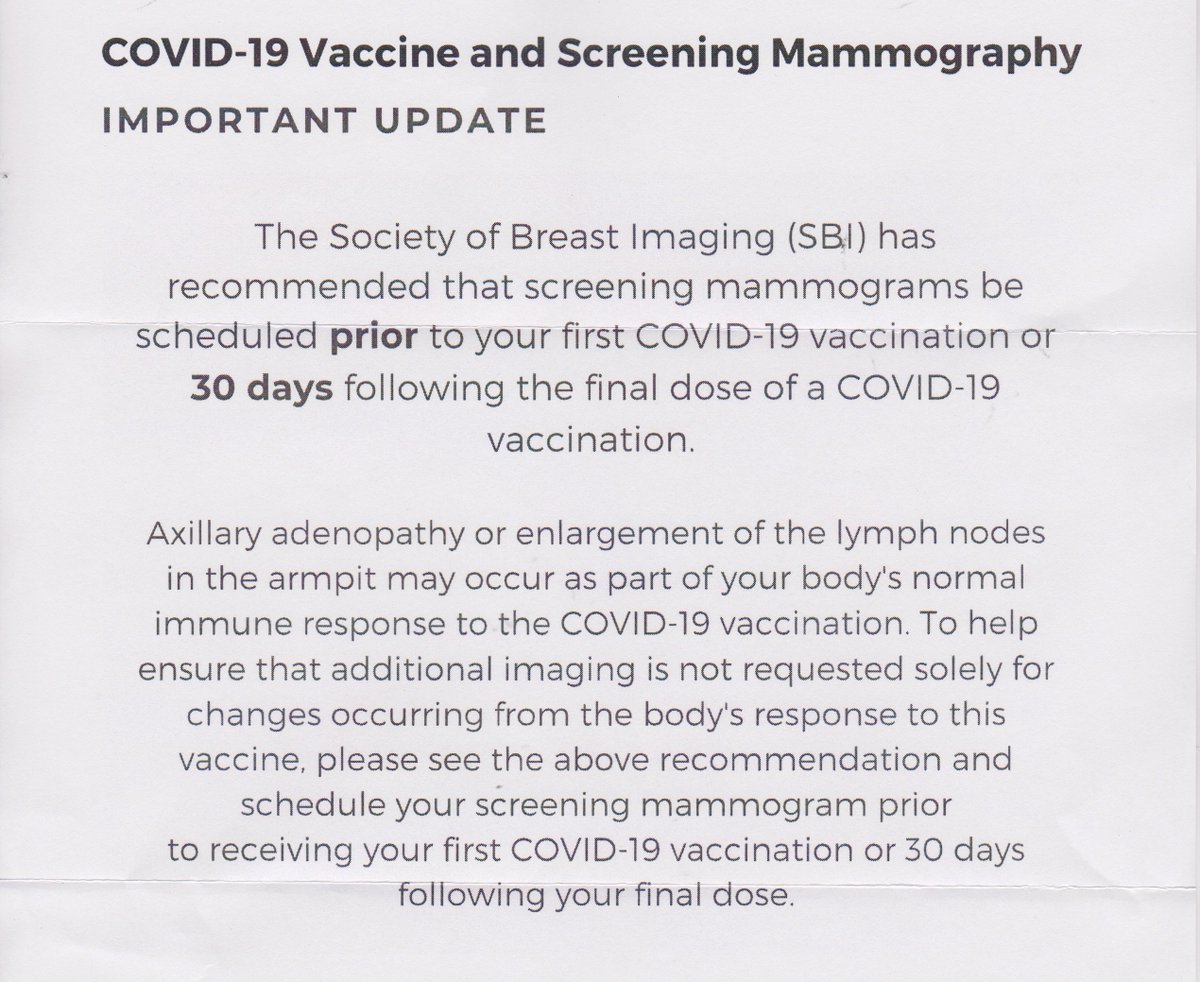 COVID-19 Vaccine and Screening Mammography
IMPORTANT UPDATE
The Society of Breast Imaging (SBI) has
recommended that screening mammograms be
scheduled prior to your first COVID-19 vaccination or
30 days following the final dose of a COVID-19
vaccination.
Axillary adenopathy or enlargement of the lymph nodes
in the armpit may occur as part of your body's normal
immune response to the COVID-19 vaccination. To help
ensure that additional imaging is not requested solely for
changes occurring from the body's response to this
vaccine, please see the above recommendation and
schedule your screening mammogram prior
to receiving your first COVID-19 vaccination or 30 days
following your final dose.